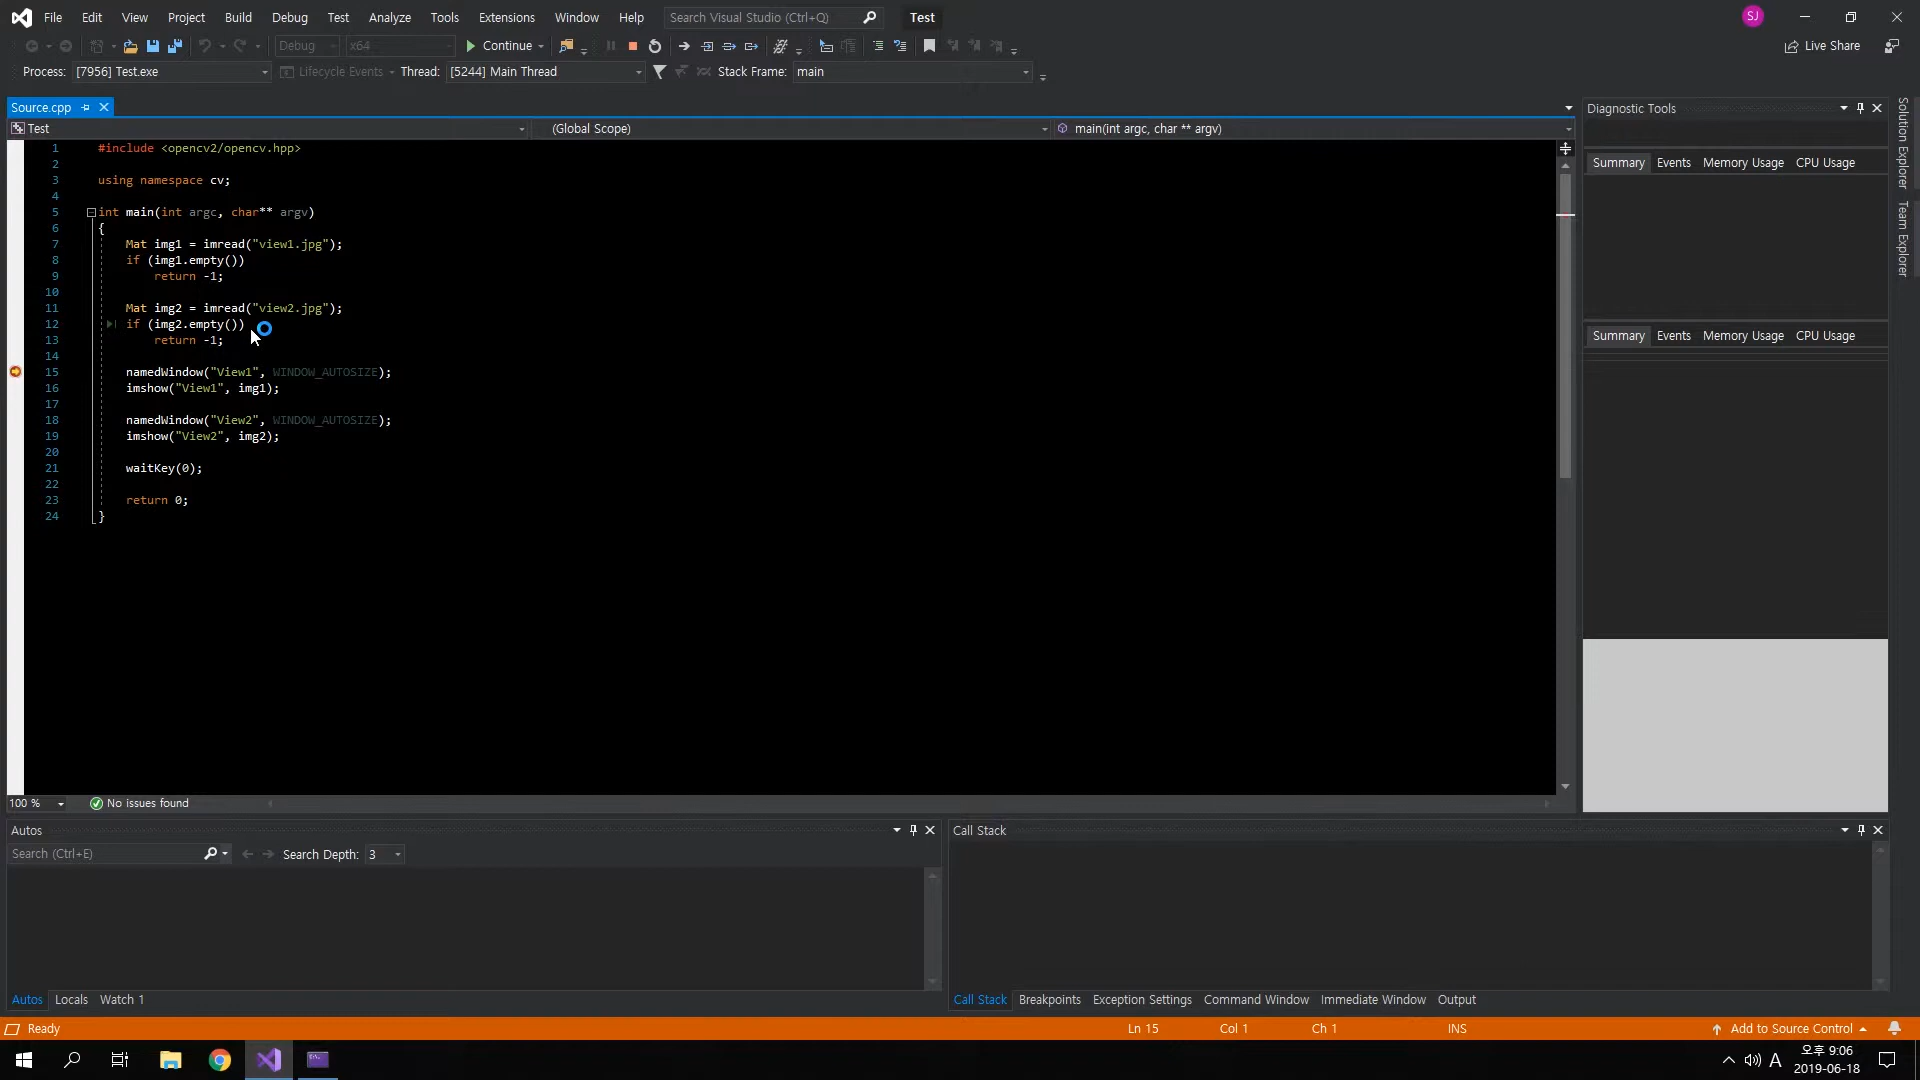 File Edit View Project Build Debug Test Analyze Tools Extensions Window Help Search Visual Studio (Ctrl+Q) Test SJ
Debug x64 Continue Live Share
Process: [7956] Test.exe Lifecycle Events Thread: [5244] Main Thread Stack Frame: main
Source.cpp
Test (Global Scope) main(int argc, char ** argv)
1 #include <opencv2/opencv.hpp>
2
3 using namespace cv;
4
5 int main(int argc, char** argv)
6 {
7 Mat img1 = imread("view1.jpg");
8 if (img1.empty())
9 return -1;
10
11 Mat img2 = imread("view2.jpg");
12 if (img2.empty())
13 return -1;
14
15 namedWindow("View1", WINDOW_AUTOSIZE);
16 imshow("View1", img1);
17
18 namedWindow("View2", WINDOW_AUTOSIZE);
19 imshow("View2", img2);
20
21 waitKey(0);
22
23 return 0;
24 }
100 % No issues found
Diagnostic Tools
Summary Events Memory Usage CPU Usage
Summary Events Memory Usage CPU Usage
Solution Explorer
Team Explorer
Autos
Search (Ctrl+E) Search Depth: 3
Autos Locals Watch 1
Call Stack
Call Stack Breakpoints Exception Settings Command Window Immediate Window Output
Ready Ln 15 Col 1 Ch 1 INS Add to Source Control
A 오후 9:06
2019-06-18